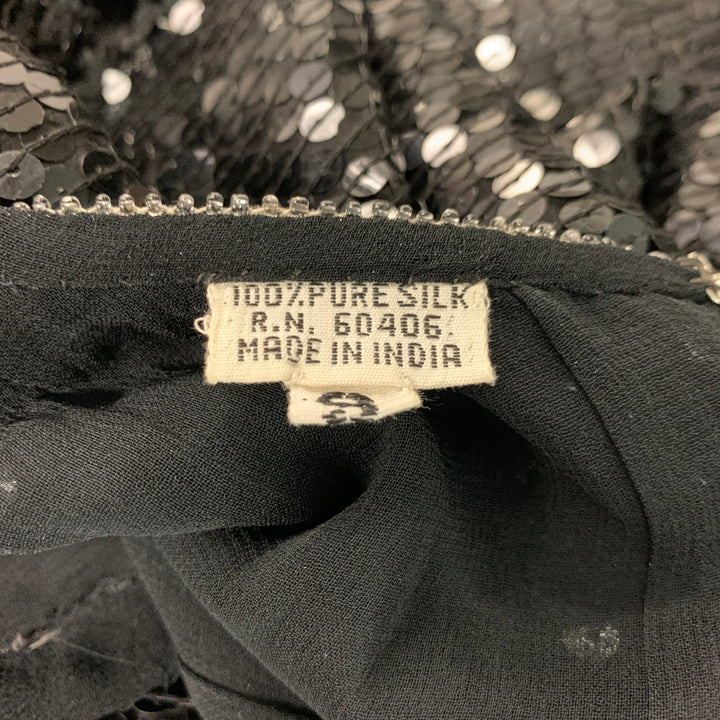 100% PURE SILK
R.N. 60406
MADE IN INDIA
S